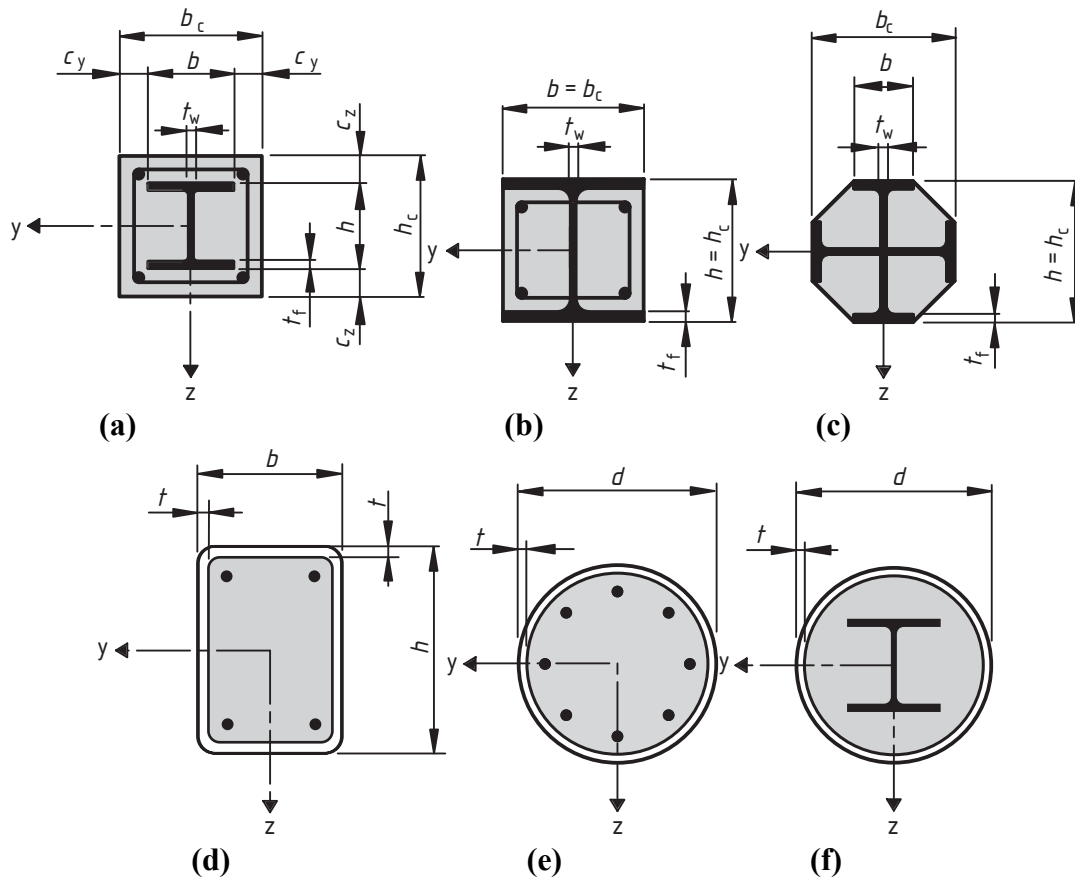 b_c
c_y b c_y
t_w
c_z
h
h_c
y
t_f
c_z
z
(a)
b = b_c
t_w
y
h = h_c
t_f
z
(b)
b_c
b
t_w
y
h = h_c
t_f
z
(c)
b
t
t
y
h
z
(d)
d
t
y
z
(e)
d
t
y
z
(f)